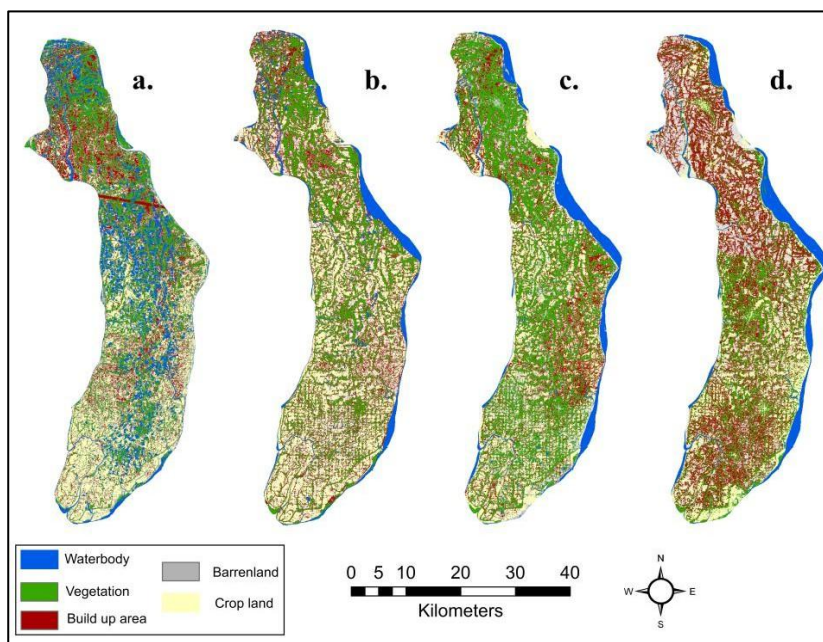 a.
b.
c.
d.
Waterbody
Vegetation
Build up area
Barrenland
Crop land
0 5 10 20 30 40
Kilometers
N
W E
S